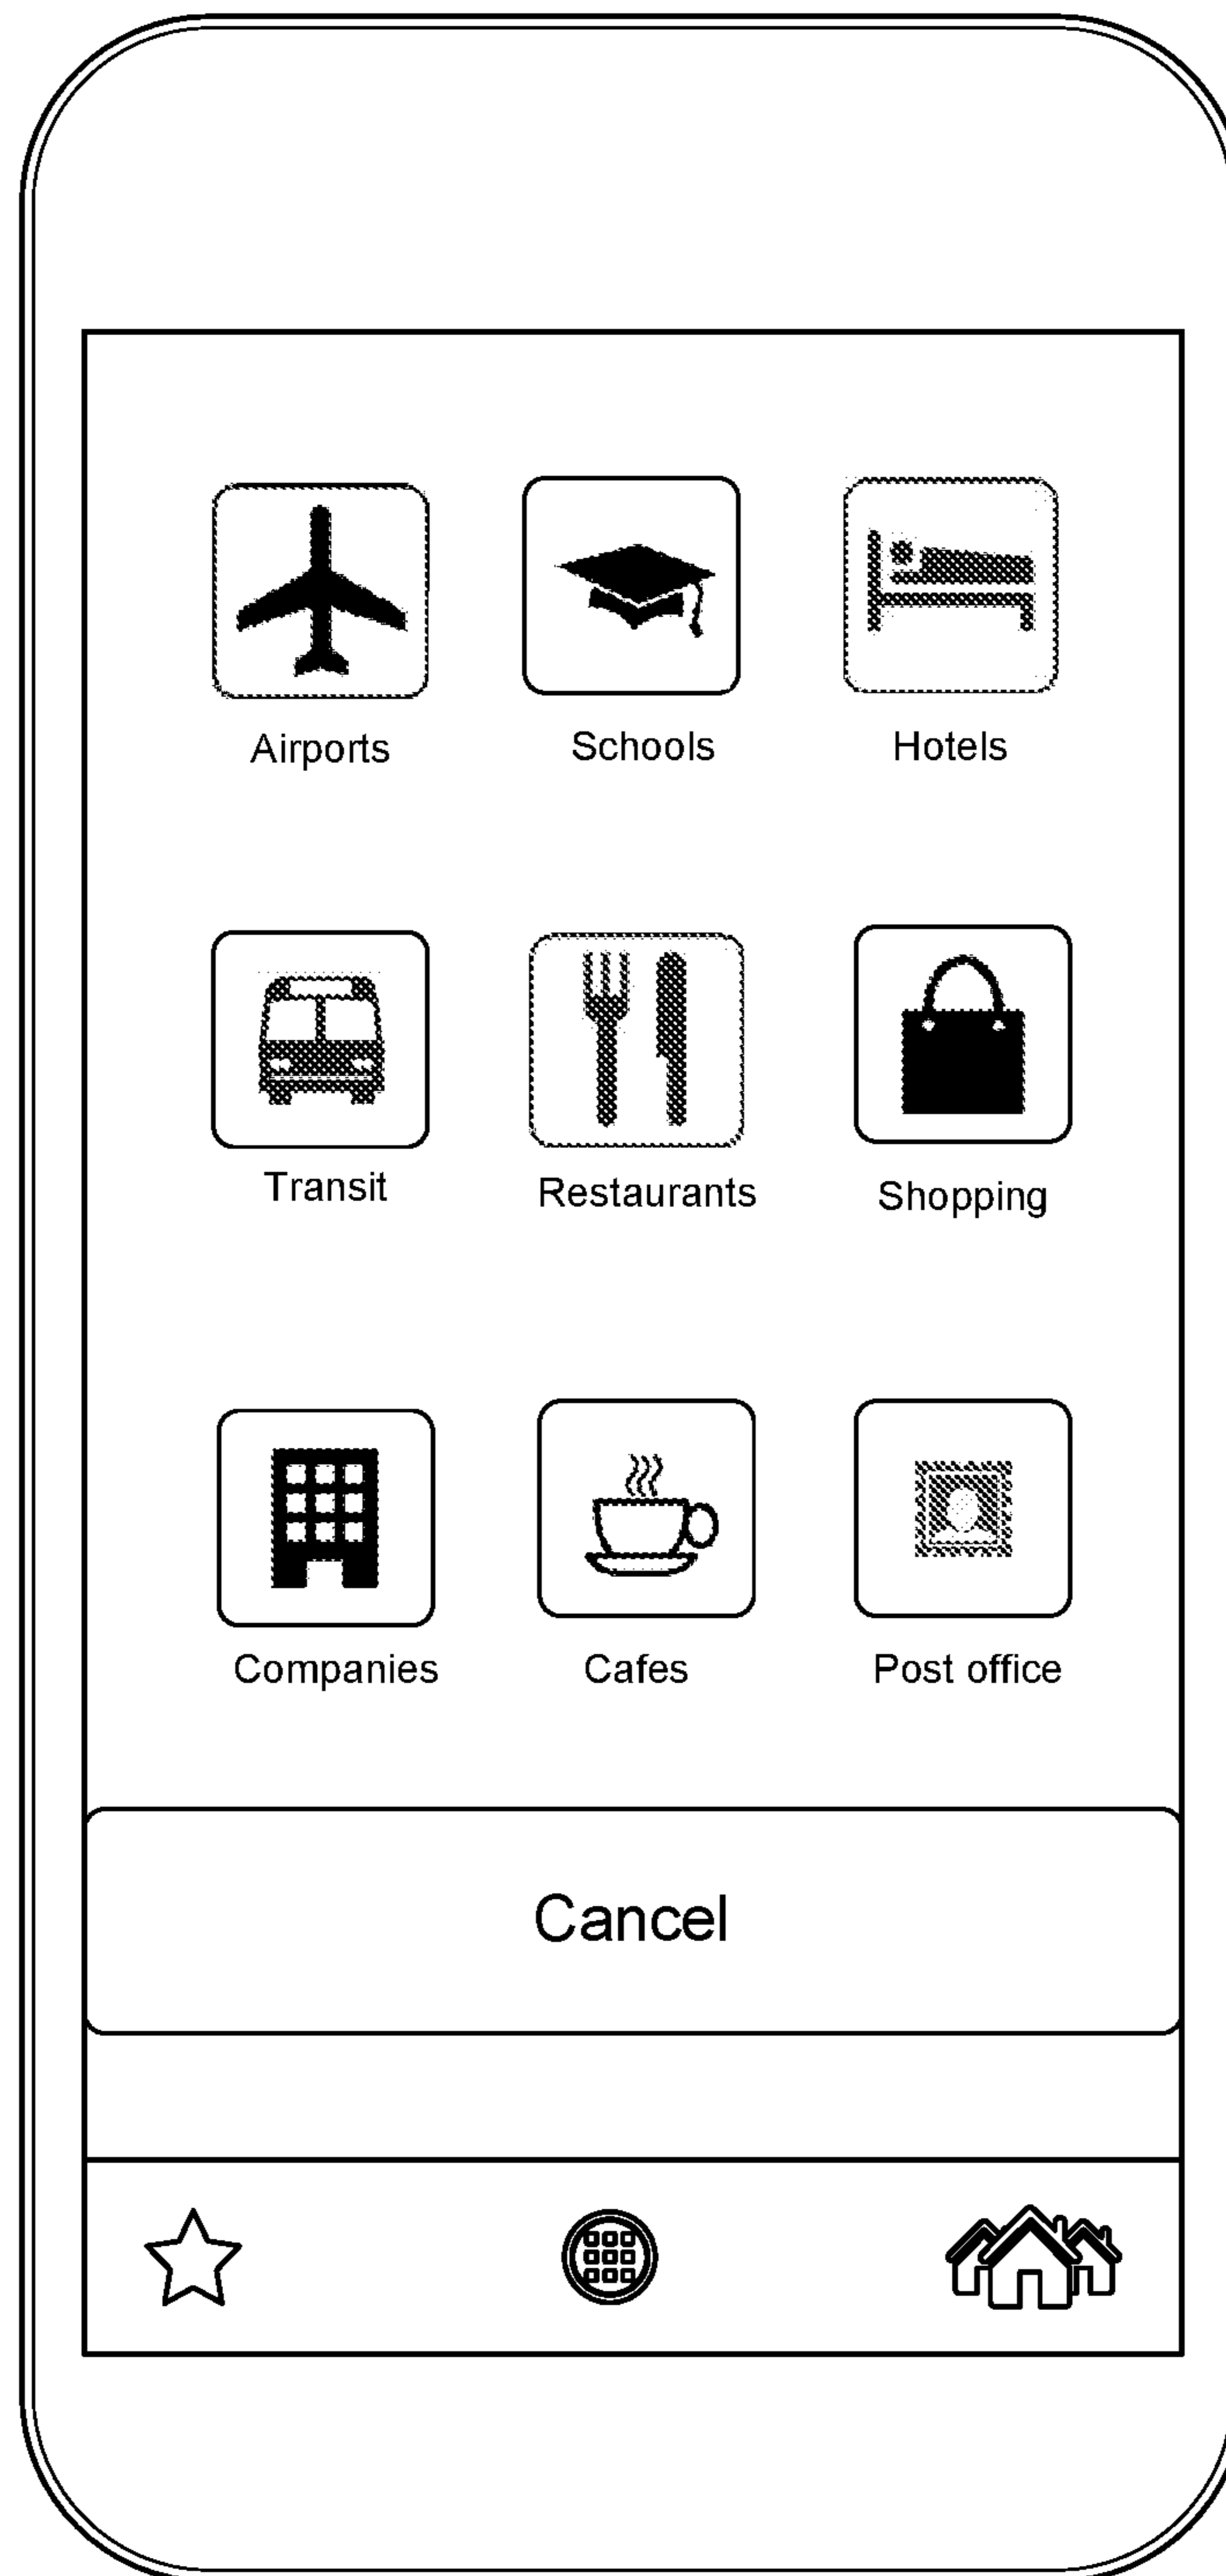 Airports Schools Hotels
Transit Restaurants Shopping
Companies Cafes Post office
Cancel